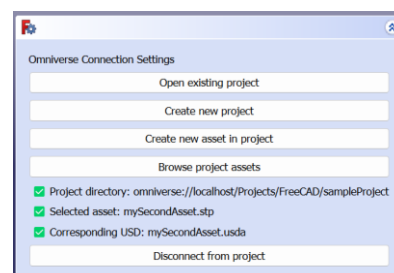 Omniverse Connection Settings
Open existing project
Create new project
Create new asset in project
Browse project assets
Project directory: omniverse://localhost/Projects/FreeCAD/sampleProject
Selected asset: mySecondAsset.stp
Corresponding USD: mySecondAsset.usda
Disconnect from project